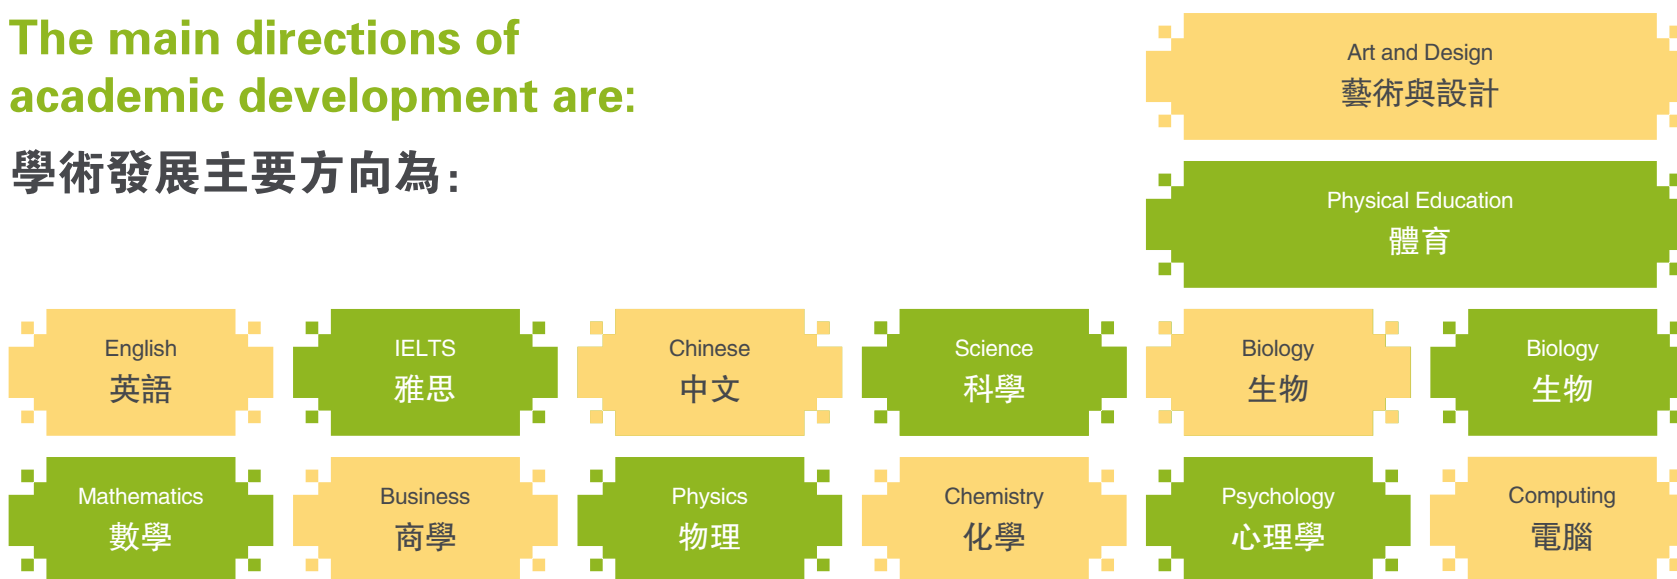 The main directions of
academic development are:
學術發展主要方向為：
Art and Design
藝術與設計
Physical Education
體育
English
英語
IELTS
雅思
Chinese
中文
Science
科學
Biology
生物
Biology
生物
Mathematics
數學
Business
商學
Physics
物理
Chemistry
化學
Psychology
心理學
Computing
電腦